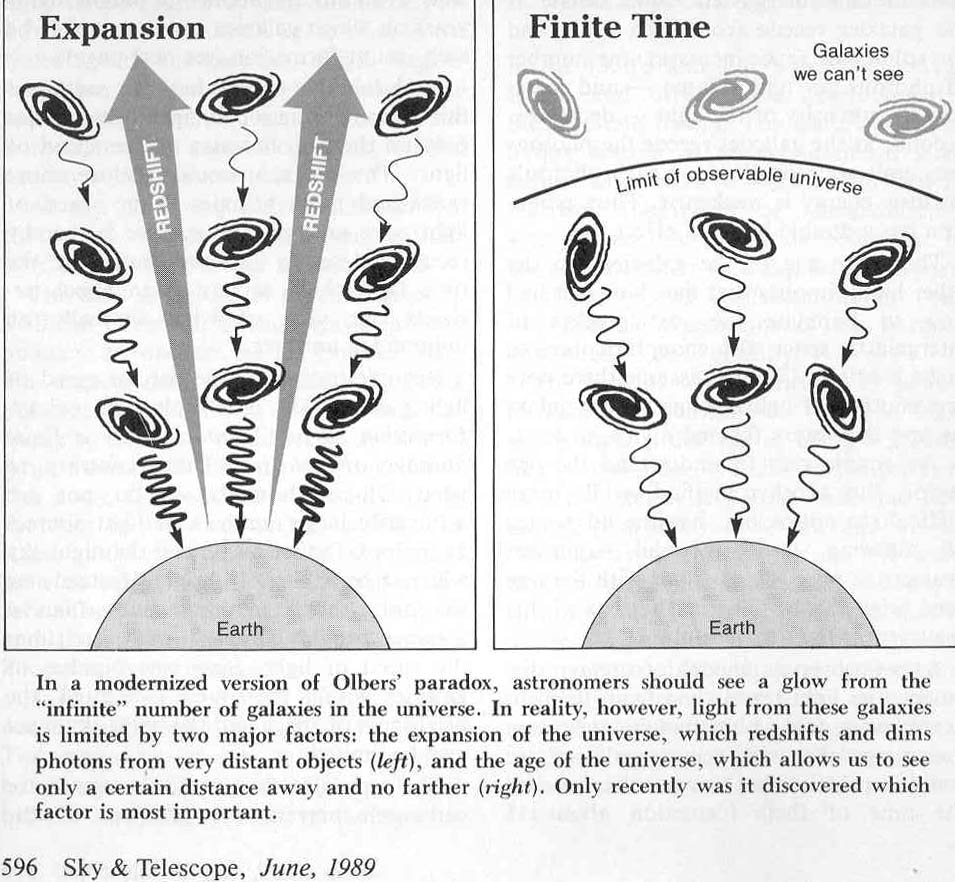 Expansion
Finite Time
Galaxies
we can't see
REDSHIFT
REDSHIFT
Limit of observable universe
Earth
Earth
In a modernized version of Olbers' paradox, astronomers should see a glow from the
"infinite" number of galaxies in the universe. In reality, however, light from these galaxies
is limited by two major factors: the expansion of the universe, which redshifts and dims
photons from very distant objects (left), and the age of the universe, which allows us to see
only a certain distance away and no farther (right). Only recently was it discovered which
factor is most important.
596 Sky & Telescope, June, 1989